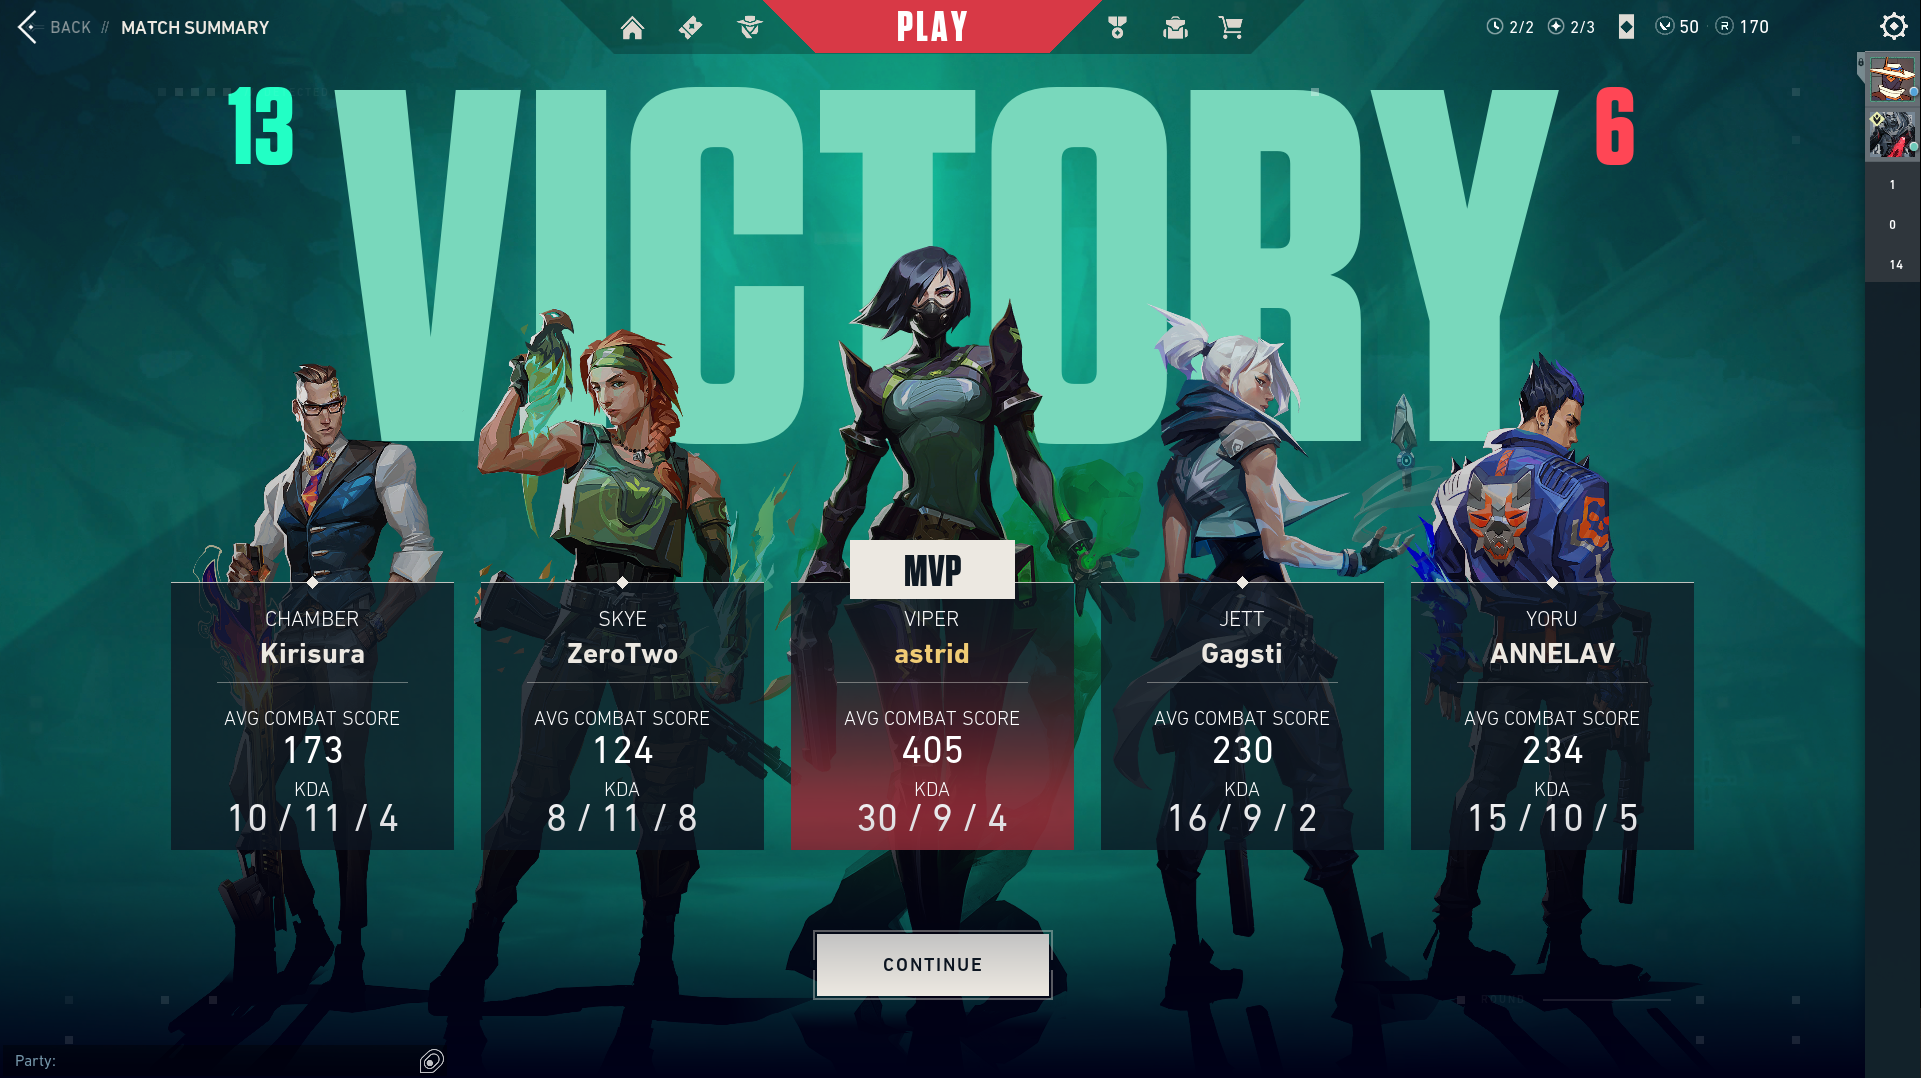 BACK // MATCH SUMMARY
PLAY
2/2 2/3 50 170
13 VICTORY 6
1
0
14
MVP
CHAMBER
Kirisura
AVG COMBAT SCORE
173
KDA
10 / 11 / 4
SKYE
ZeroTwo
AVG COMBAT SCORE
124
KDA
8 / 11 / 8
VIPER
astrid
AVG COMBAT SCORE
405
KDA
30 / 9 / 4
JETT
Gagsti
AVG COMBAT SCORE
230
KDA
16 / 9 / 2
YORU
ANNELAV
AVG COMBAT SCORE
234
KDA
15 / 10 / 5
CONTINUE
ROUND
Party: